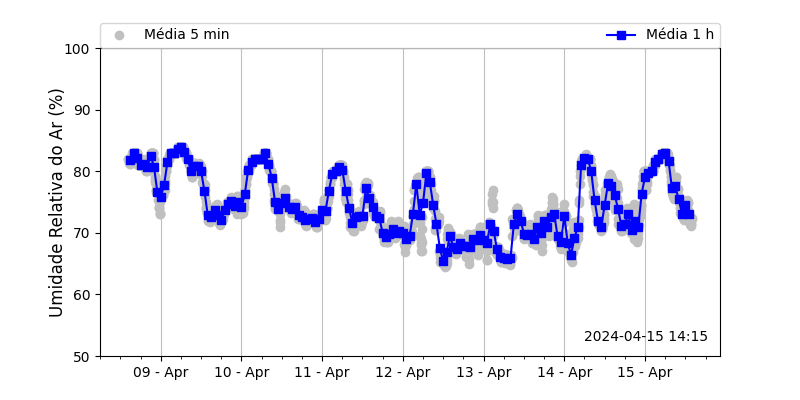 Média 5 min
Média 1 h
Umidade Relativa do Ar (%)
100
90
80
70
60
50
2024-04-15 14:15
09 - Apr
10 - Apr
11 - Apr
12 - Apr
13 - Apr
14 - Apr
15 - Apr